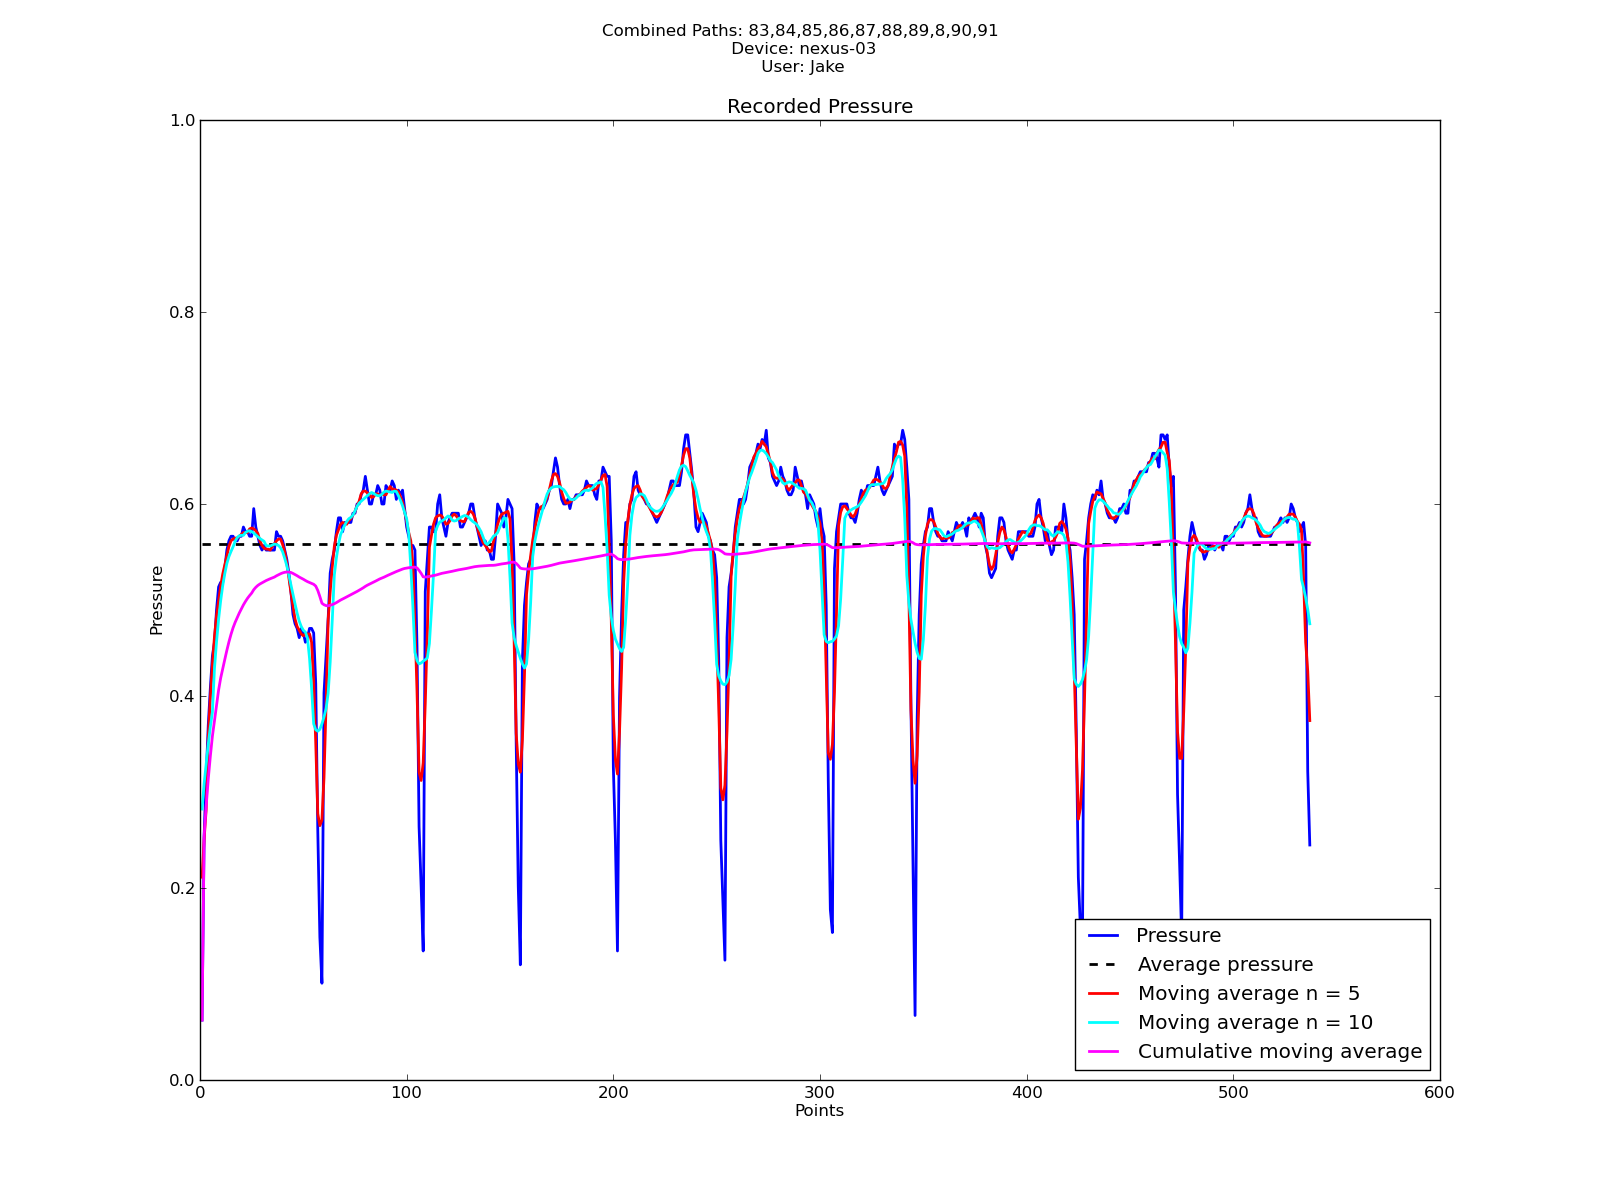 Combined Paths: 83,84,85,86,87,88,89,8,90,91
Device: nexus-03
User: Jake
Recorded Pressure
1.0
0.8
0.6
0.4
0.2
0.0
Pressure
0 100 200 300 400 500 600
Points
Pressure
Average pressure
Moving average n = 5
Moving average n = 10
Cumulative moving average